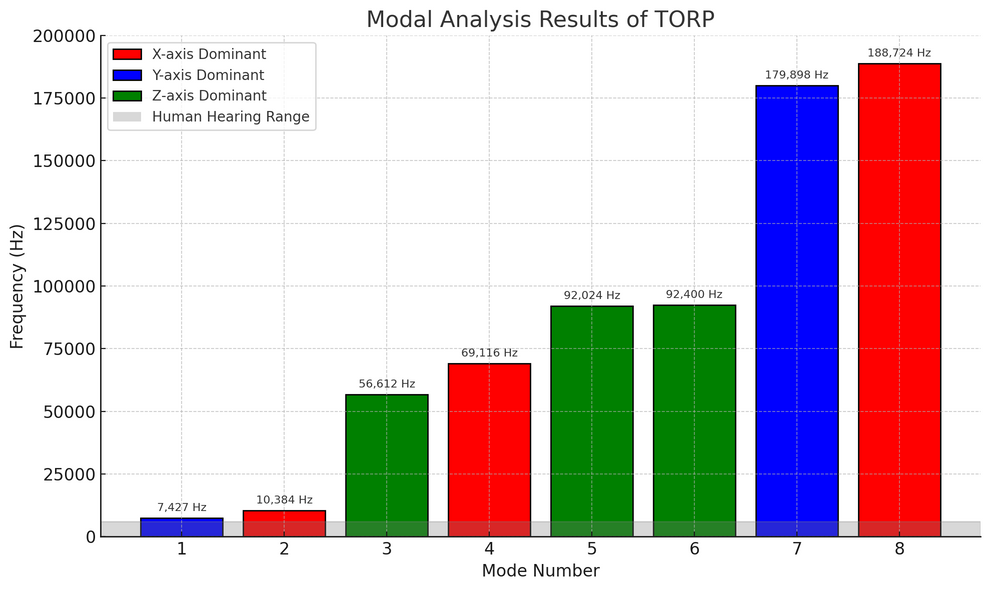 Modal Analysis Results of TORP
X-axis Dominant
Y-axis Dominant
Z-axis Dominant
Human Hearing Range
Frequency (Hz)
200000
175000
150000
125000
100000
75000
50000
25000
0
7,427 Hz
10,384 Hz
56,612 Hz
69,116 Hz
92,024 Hz
92,400 Hz
179,898 Hz
188,724 Hz
1 2 3 4 5 6 7 8
Mode Number